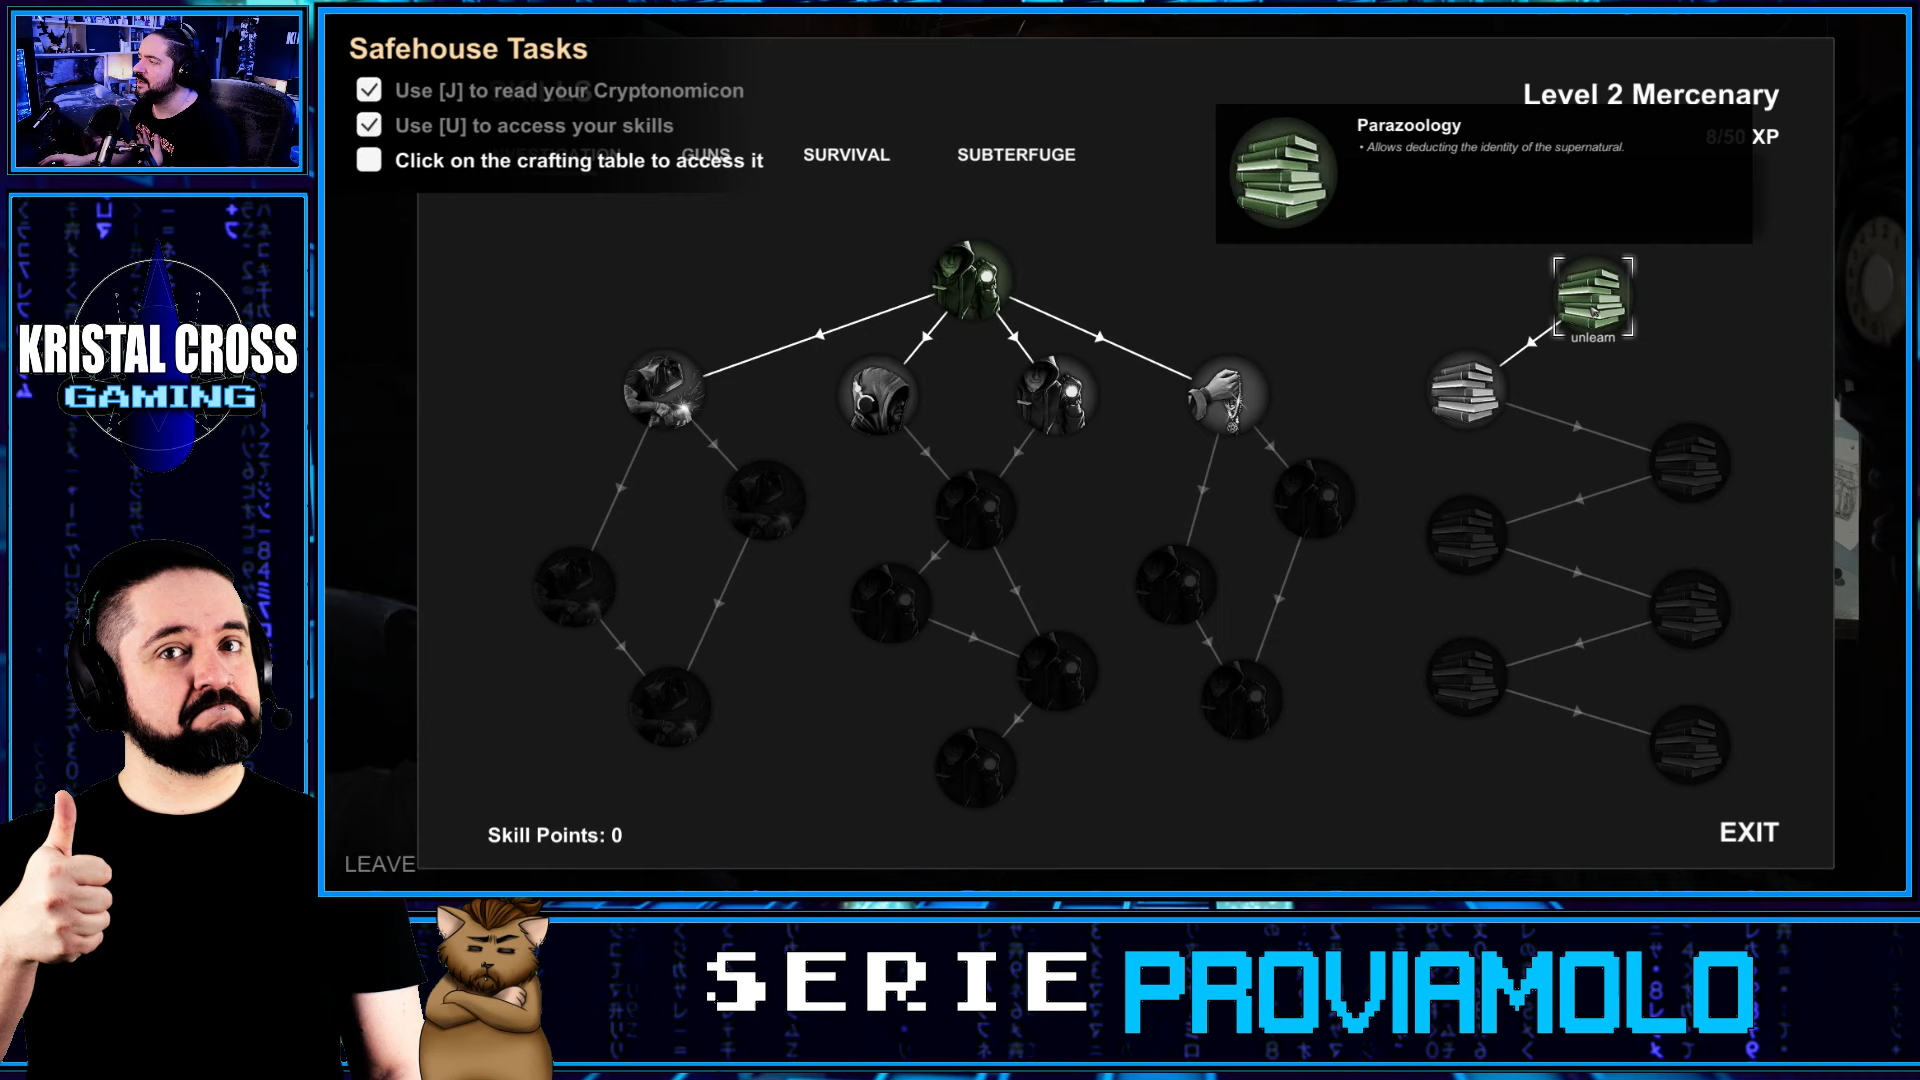 Safehouse Tasks
Use [J] to read your Cryptonomicon
Use [U] to access your skills
Click on the crafting table to access it
GUNS
SURVIVAL
SUBTERFUGE
Level 2 Mercenary
8/50 XP
Parazoology
• Allows deducting the identity of the supernatural.
unlearn
Skill Points: 0
EXIT
LEAVE
KRISTAL CROSS
GAMING
SERIE PROVIAMOLO